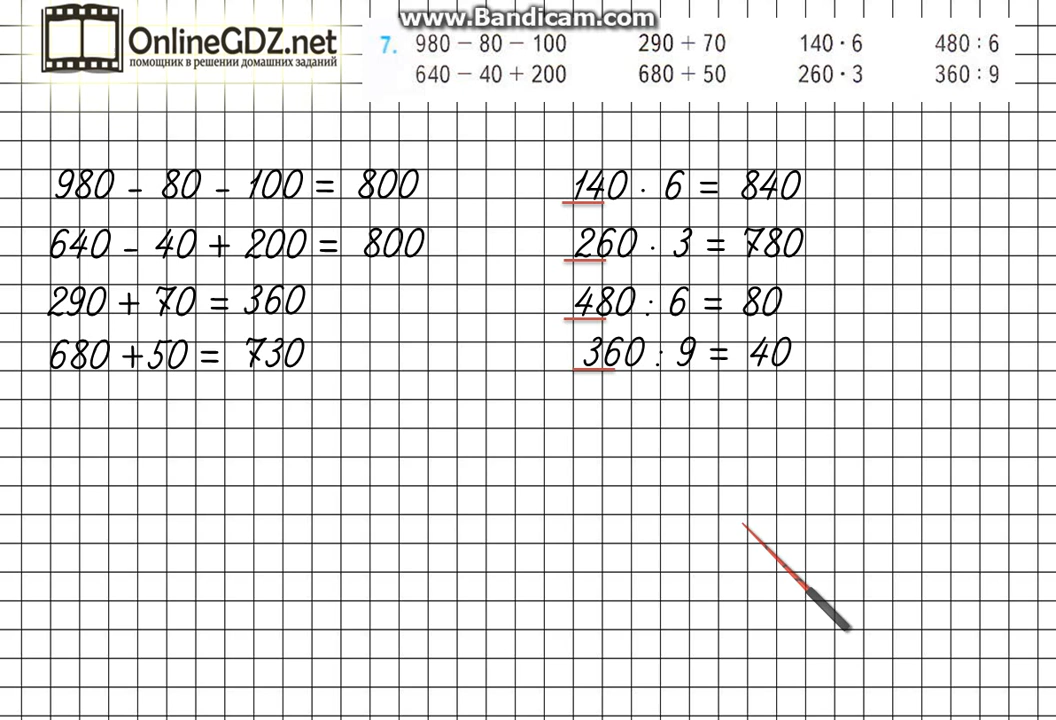 www.Bandicam.com
OnlineGDZ.net
помощник в решении домашних заданий
7. 980 − 80 − 100 290 + 70 140 · 6 480 : 6
640 − 40 + 200 680 + 50 260 · 3 360 : 9
980 - 80 - 100 = 800
640 - 40 + 200 = 800
290 + 70 = 360
680 + 50 = 730
140 · 6 = 840
260 · 3 = 780
480 : 6 = 80
360 : 9 = 40